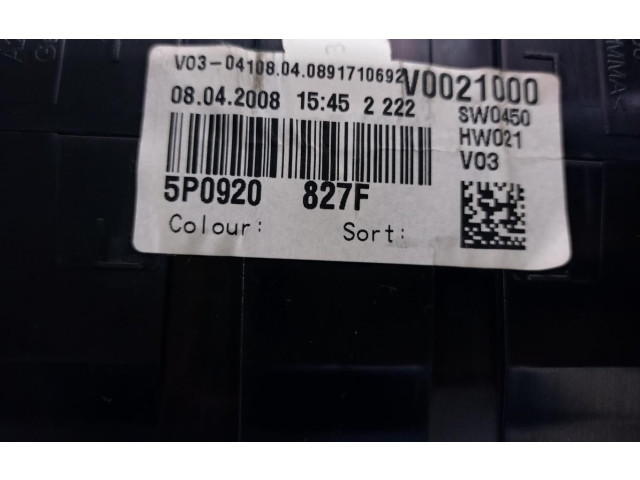 V03-04108.04.0891710692
V0021000
08.04.2008 15:45 2 222
SW0450
HW021
V03
5P0920 827F
Colour: Sort: